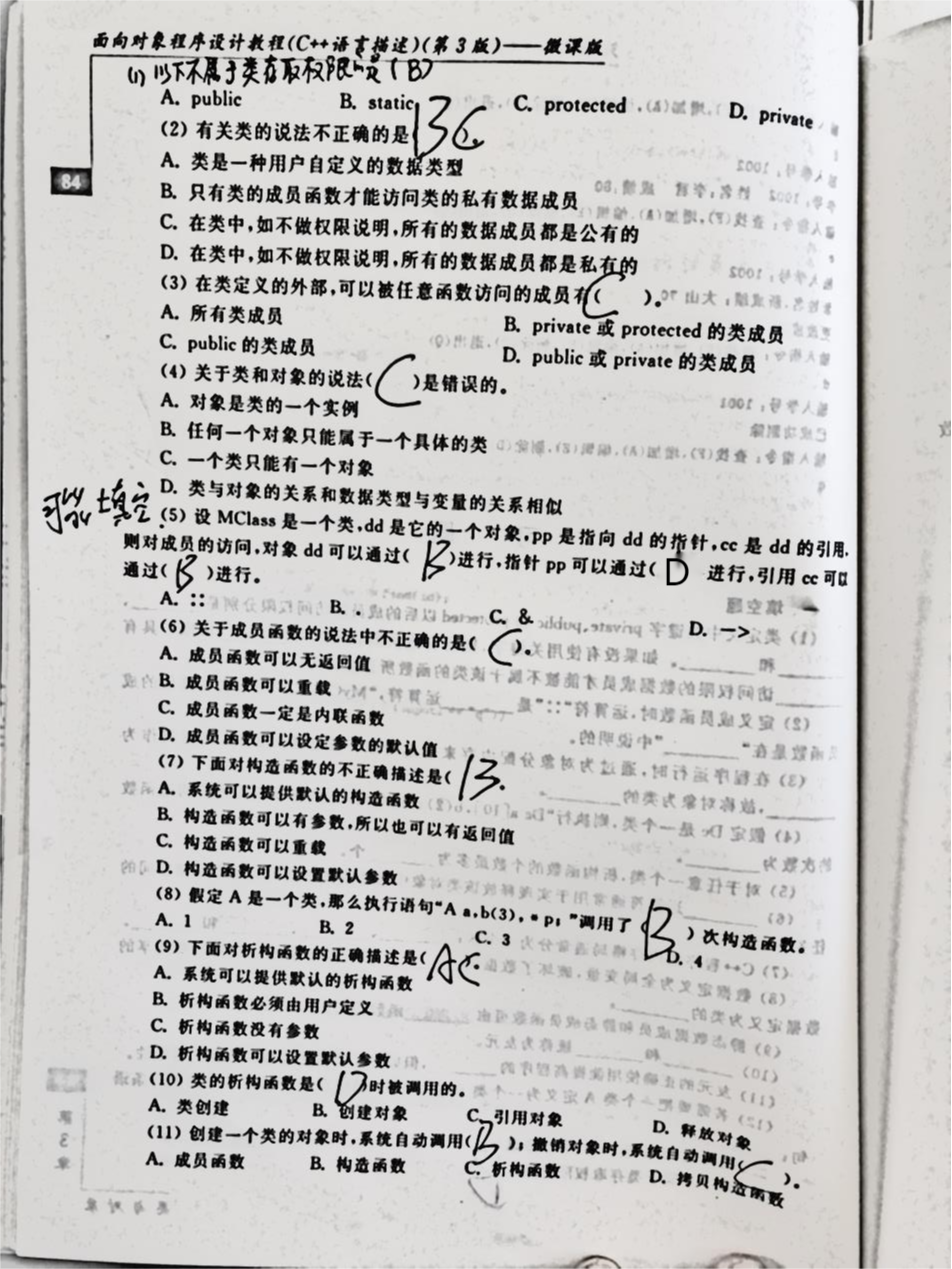 面向对象程序设计教程(C++语言描述)(第3版)——微课版
(1) 以下不属于类存取权限的是(B)
A. public B. static C. protected D. private
(2) 有关类的说法不正确的是 BC
84
A. 类是一种用户自定义的数据类型
B. 只有类的成员函数才能访问类的私有数据成员
C. 在类中,如不做权限说明,所有的数据成员都是公有的
D. 在类中,如不做权限说明,所有的数据成员都是私有的
(3) 在类定义的外部,可以被任意函数访问的成员有( C )。
A. 所有类成员 B. private 或 protected 的类成员
C. public 的类成员 D. public 或 private 的类成员
(4) 关于类和对象的说法( C )是错误的。
A. 对象是类的一个实例
B. 任何一个对象只能属于一个具体的类
C. 一个类只能有一个对象
D. 类与对象的关系和数据类型与变量的关系相似
可能填空
(5) 设 MClass 是一个类,dd 是它的一个对象,pp 是指向 dd 的指针,cc 是 dd 的引用,
则对成员的访问,对象 dd 可以通过( B )进行,指针 pp 可以通过( D 进行,引用 cc 可以
通过( B )进行。
A. :: B. . C. & D. ->
(6) 关于成员函数的说法中不正确的是( C )。
A. 成员函数可以无返回值
B. 成员函数可以重载
C. 成员函数一定是内联函数
D. 成员函数可以设定参数的默认值
(7) 下面对构造函数的不正确描述是( B
A. 系统可以提供默认的构造函数
B. 构造函数可以有参数,所以也可以有返回值
C. 构造函数可以重载
D. 构造函数可以设置默认参数
(8) 假定 A 是一个类,那么执行语句“A a,b(3),*p;”调用了( B )次构造函数。
A. 1 B. 2 C. 3 D. 4
(9) 下面对析构函数的正确描述是( AC
A. 系统可以提供默认的析构函数
B. 析构函数必须由用户定义
C. 析构函数没有参数
D. 析构函数可以设置默认参数
(10) 类的析构函数是( D )时被调用的。
A. 类创建 B. 创建对象 C. 引用对象 D. 释放对象
(11) 创建一个类的对象时,系统自动调用( B );撤销对象时,系统自动调用( C )。
A. 成员函数 B. 构造函数 C. 析构函数 D. 拷贝构造函数